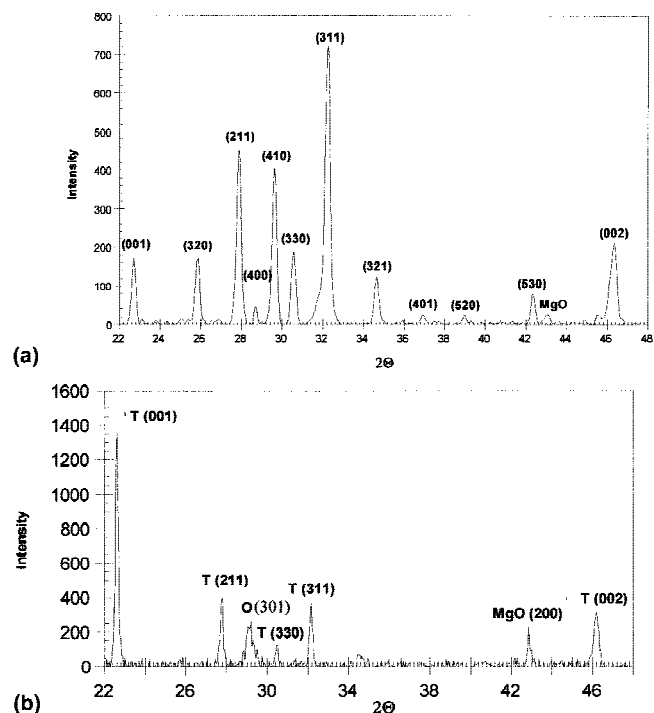 800
700
600
500
400
300
200
100
0
Intensity
(001)
(320)
(211)
(400)
(410)
(330)
(311)
(321)
(401)
(520)
(530)
MgO
(002)
22 24 26 28 30 32 34 36 38 40 42 44 46 48
2Θ
(a)
1600
1400
1200
1000
800
600
400
200
0
Intensity
T (001)
T (211)
O (301)
T (330)
T (311)
MgO (200)
T (002)
22 26 30 34 38 42 46
2Θ
(b)